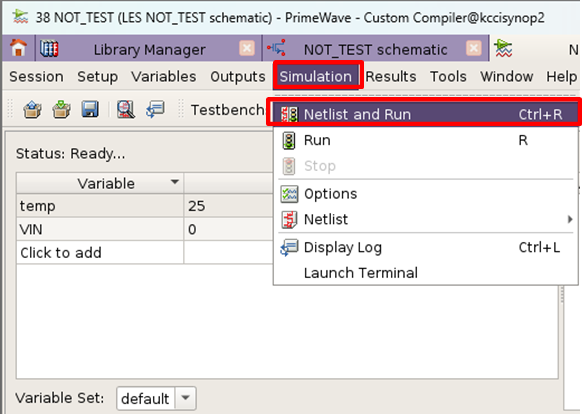 38 NOT_TEST (LES NOT_TEST schematic) - PrimeWave - Custom Compiler@kccisynop2
Library Manager NOT_TEST schematic N
Session Setup Variables Outputs Simulation Results Tools Window Help
Testbench
Netlist and Run Ctrl+R
Status: Ready...
Run R
Stop
Variable
temp 25
Options
VIN 0
Netlist
Click to add
Display Log Ctrl+L
Launch Terminal
Variable Set: default